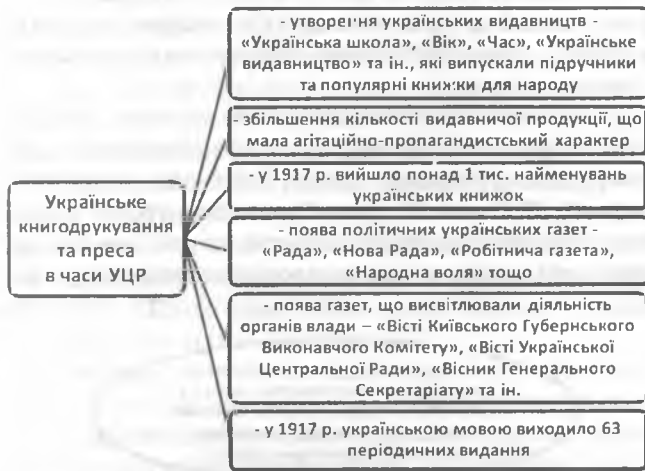 - утворення українських видавництв -
«Українська школа», «Вік», «Час», «Українське
видавництво» та ін., які випускали підручники
та популярні книжки для народу
- збільшення кількості видавничої продукції, що
мала агітаційно-пропагандистський характер
- у 1917 р. вийшло понад 1 тис. найменувань
українських книжок
Українське
книгодрукування
та преса
в часи УЦР
- поява політичних українських газет -
«Рада», «Нова Рада», «Робітнича газета»,
«Народна воля» тощо
- поява газет, що висвітлювали діяльність
органів влади – «Вісті Київського Губернського
Виконавчого Комітету», «Вісті Української
Центральної Ради», «Вісник Генерального
Секретаріату» та ін.
- у 1917 р. українською мовою виходило 63
періодичних видання